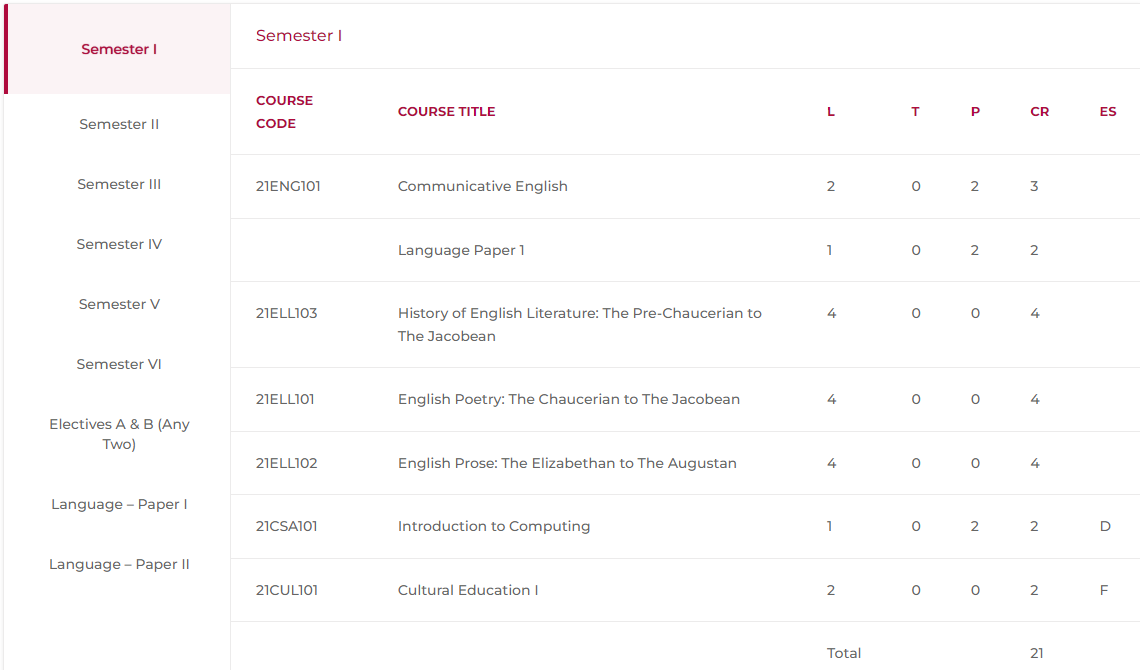 Semester I
Semester II
Semester III
Semester IV
Semester V
Semester VI
Electives A & B (Any
Two)
Language – Paper I
Language – Paper II
Semester I
COURSE CODE COURSE TITLE L T P CR ES
21ENG101 Communicative English 2 0 2 3
Language Paper 1 1 0 2 2
21ELL103 History of English Literature: The Pre-Chaucerian to 4 0 0 4
The Jacobean
21ELL101 English Poetry: The Chaucerian to The Jacobean 4 0 0 4
21ELL102 English Prose: The Elizabethan to The Augustan 4 0 0 4
21CSA101 Introduction to Computing 1 0 2 2 D
21CUL101 Cultural Education I 2 0 0 2 F
Total 21